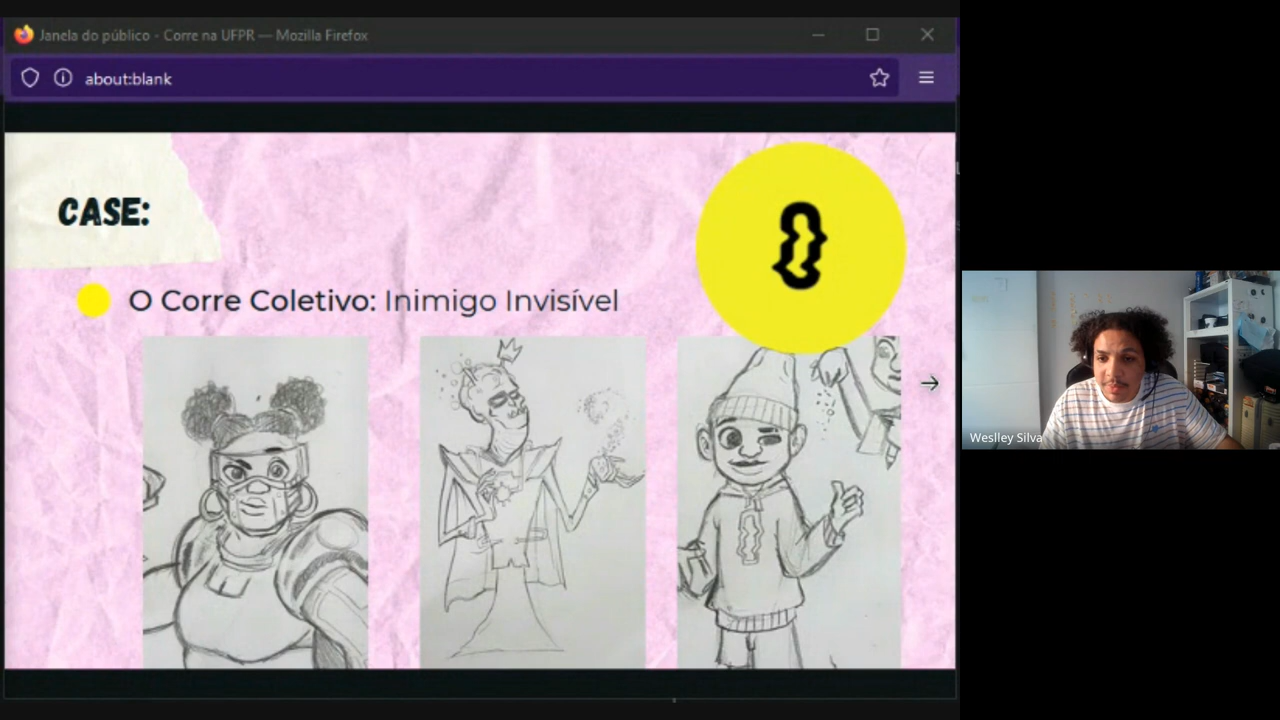 Janela do público - Corre na UFPR — Mozilla Firefox
about:blank
CASE:
O Corre Coletivo: Inimigo Invisível
Weslley Silva